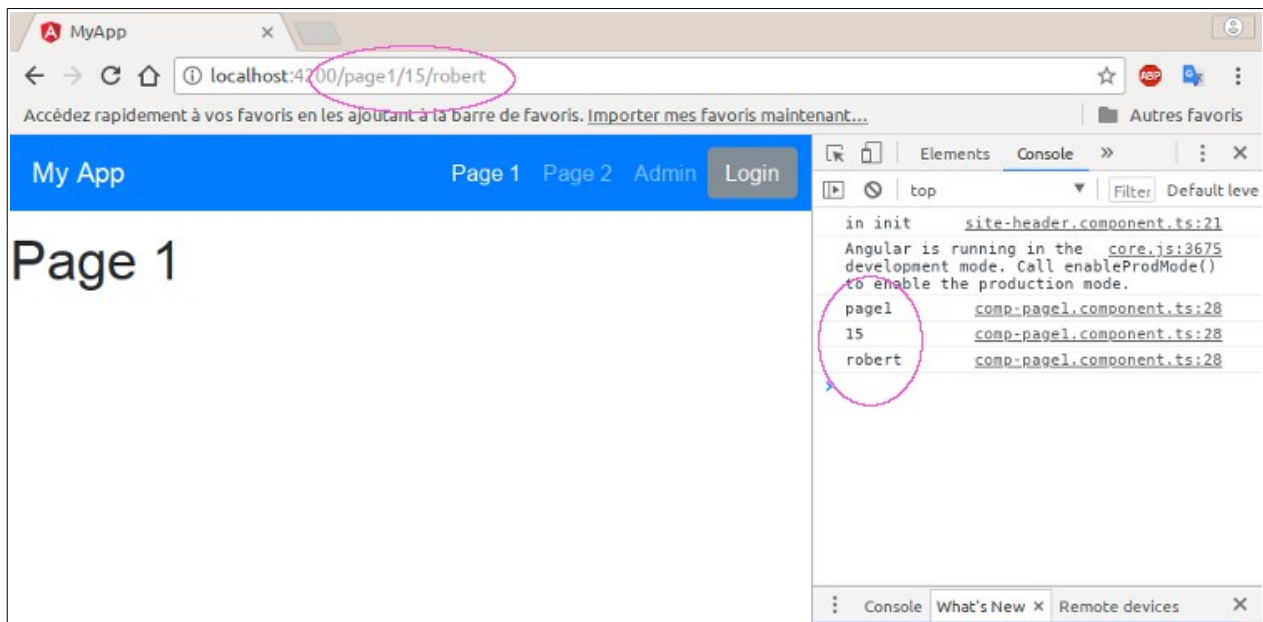 MyApp
localhost:4200/page1/15/robert
ABP
Accédez rapidement à vos favoris en les ajoutant à la barre de favoris. Importer mes favoris maintenant...
Autres favoris
My App
Page 1
Page 2
Admin
Login
Page 1
Elements
Console
»
top
Filter
Default leve
in init
site-header.component.ts:21
Angular is running in the
core.js:3675
development mode. Call enableProdMode()
to enable the production mode.
page1
comp-page1.component.ts:28
15
comp-page1.component.ts:28
robert
comp-page1.component.ts:28
Console
What's New
Remote devices